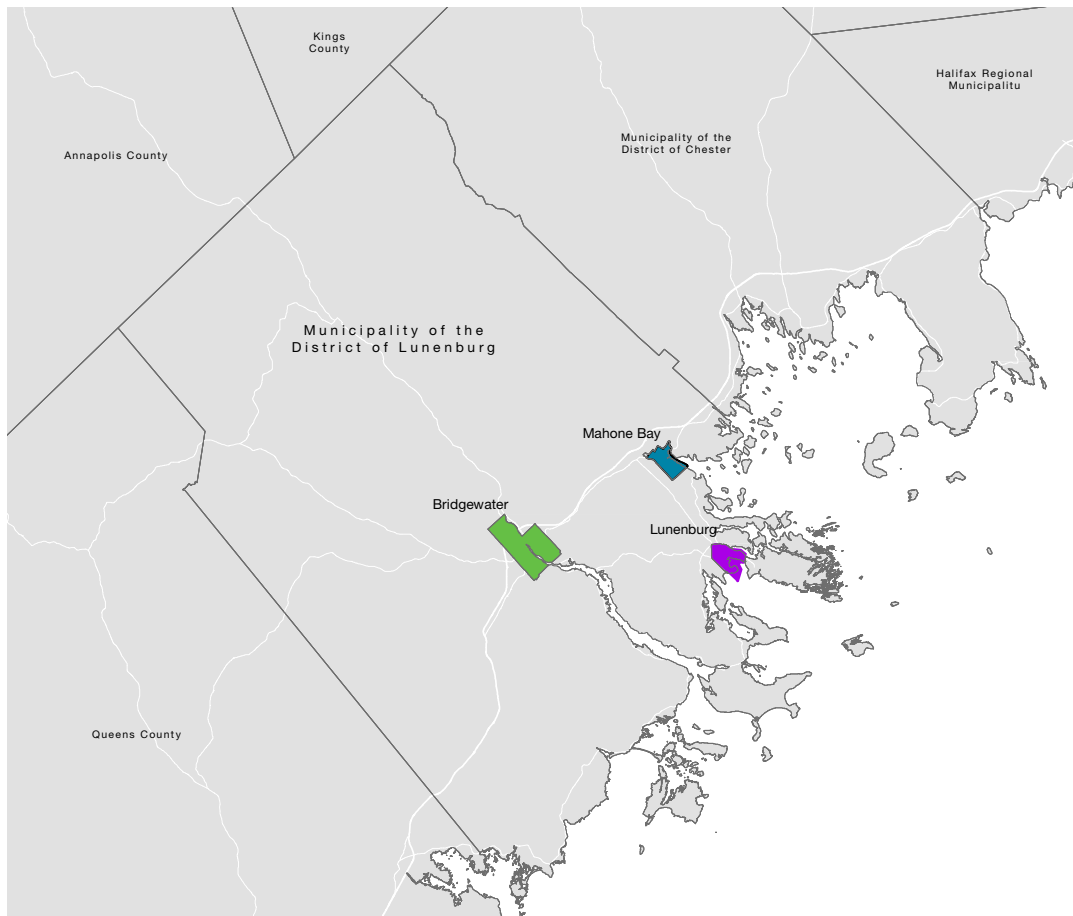 Kings
County
Halifax Regional
Municipalitu
Municipality of the
District of Chester
Annapolis County
Municipality of the
District of Lunenburg
Mahone Bay
Bridgewater
Lunenburg
Queens County